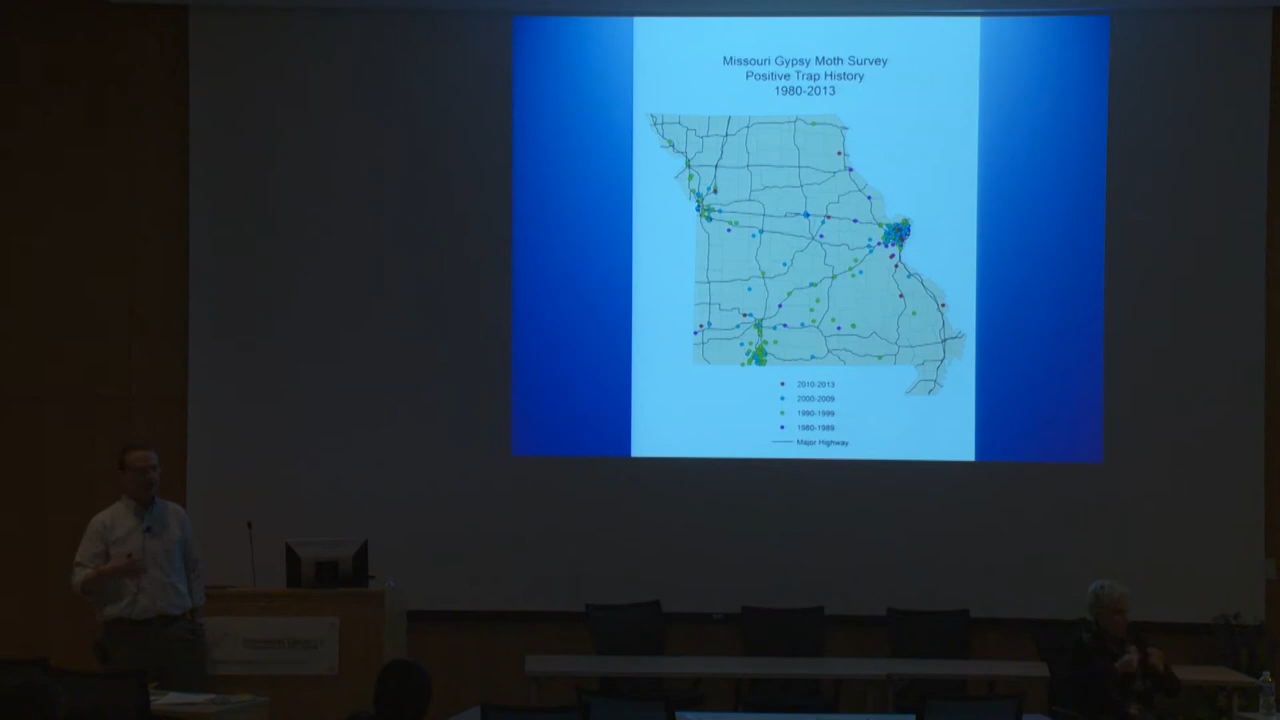 Missouri Gypsy Moth Survey
Positive Trap History
1980-2013
2010-2013
2000-2009
1990-1999
1980-1989
Major Highway